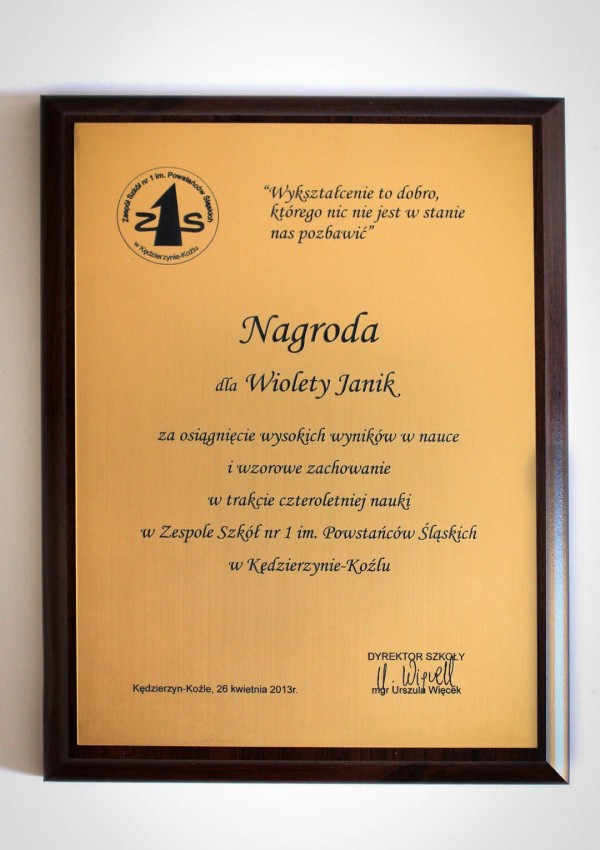 Zespół Szkół nr 1 im. Powstańców Śląskich
Z1S
w Kędzierzynie-Koźlu
“Wykształcenie to dobro,
którego nic nie jest w stanie
nas pozbawić”
Nagroda
dla Wiolety Janik
za osiągnięcie wysokich wyników w nauce
i wzorowe zachowanie
w trakcie czteroletniej nauki
w Zespole Szkół nr 1 im. Powstańców Śląskich
w Kędzierzynie-Koźlu
DYREKTOR SZKOŁY
U. Więcek
mgr Urszula Więcek
Kędzierzyn-Koźle, 26 kwietnia 2013r.